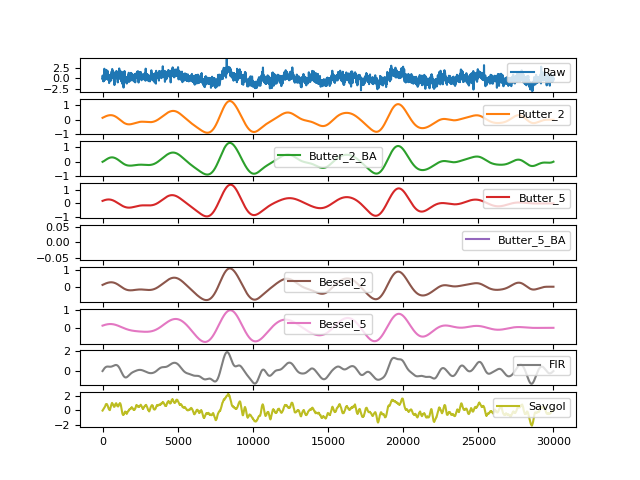 2.5
0.0
−2.5
Raw
1
0
−1
Butter_2
1
0
Butter_2_BA
1
0
−1
Butter_5
0.05
0.00
−0.05
Butter_5_BA
1
0
Bessel_2
1
0
Bessel_5
2
0
FIR
2
0
−2
Savgol
0 5000 10000 15000 20000 25000 30000